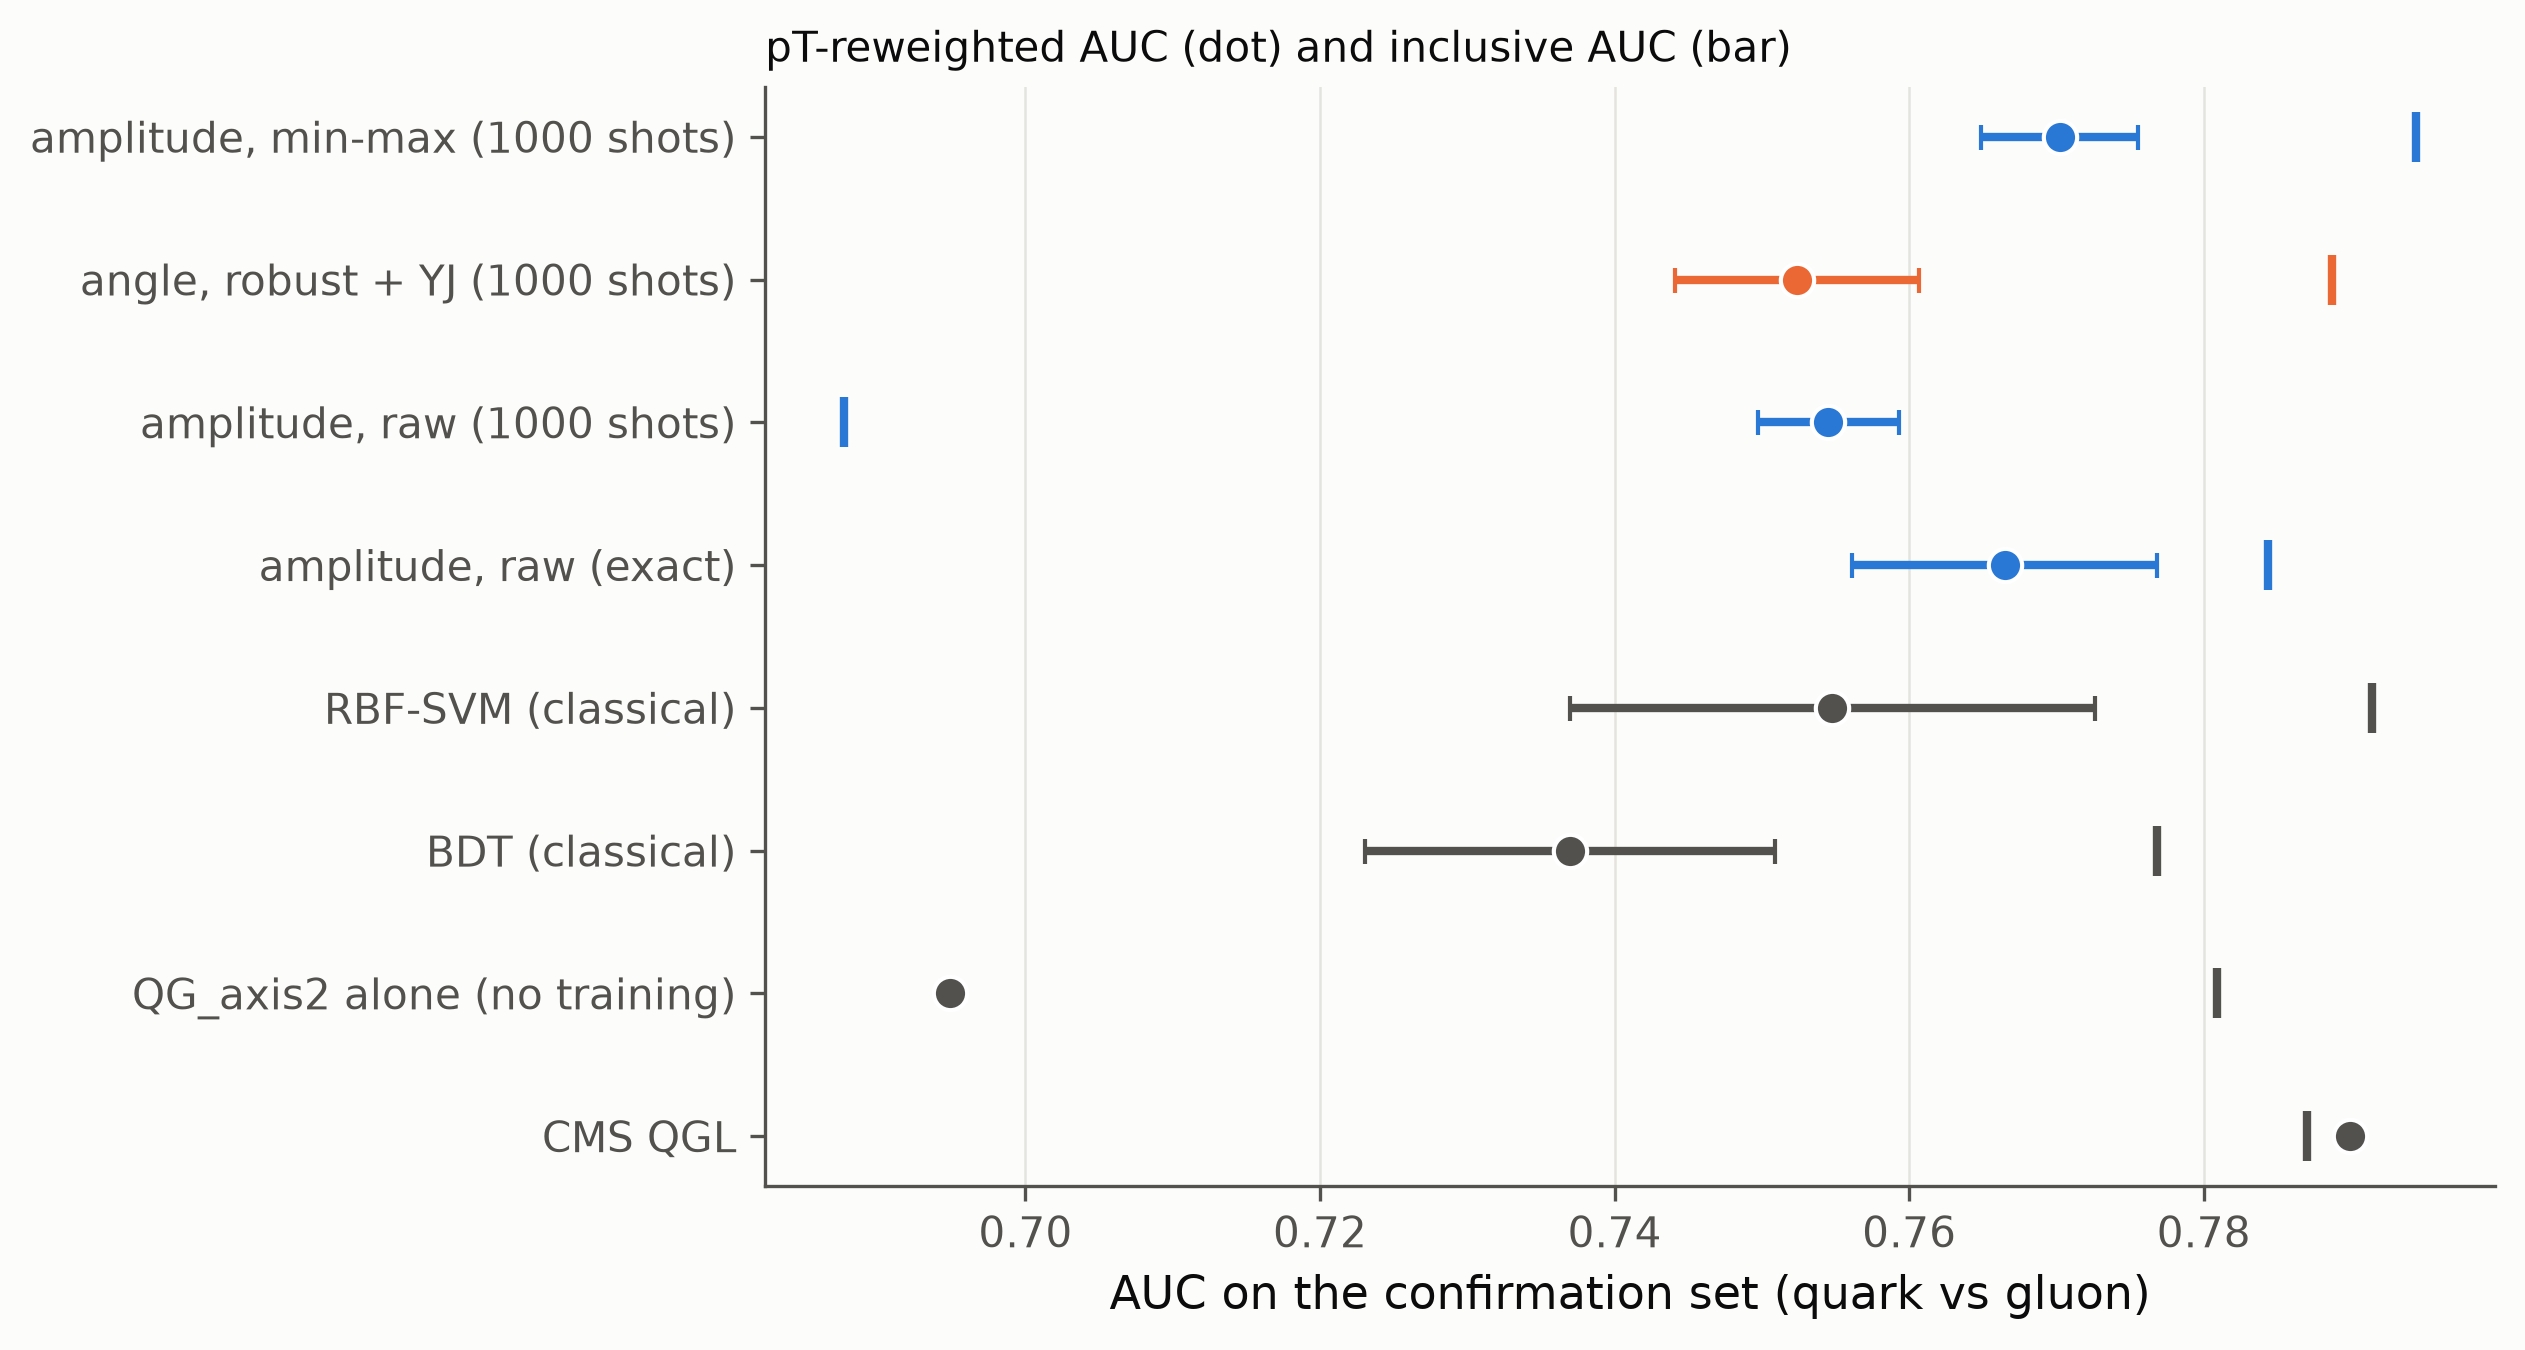 pT-reweighted AUC (dot) and inclusive AUC (bar)
amplitude, min-max (1000 shots)
angle, robust + YJ (1000 shots)
amplitude, raw (1000 shots)
amplitude, raw (exact)
RBF-SVM (classical)
BDT (classical)
QG_axis2 alone (no training)
CMS QGL
0.70 0.72 0.74 0.76 0.78
AUC on the confirmation set (quark vs gluon)